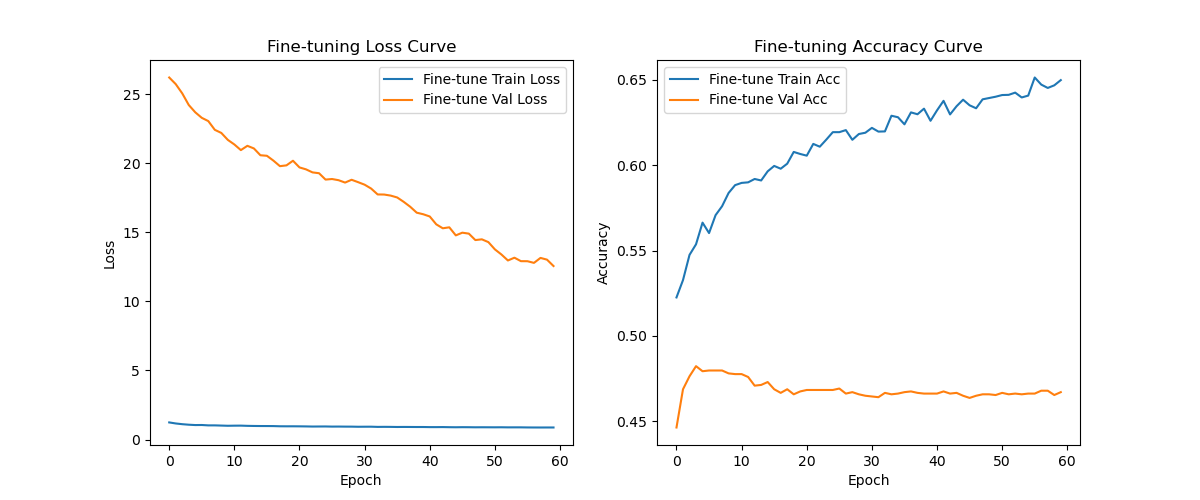 Fine-tuning Loss Curve
Fine-tune Train Loss
Fine-tune Val Loss
25
20
15
10
5
0
Loss
0 10 20 30 40 50 60
Epoch
Fine-tuning Accuracy Curve
Fine-tune Train Acc
Fine-tune Val Acc
0.65
0.60
0.55
0.50
0.45
Accuracy
0 10 20 30 40 50 60
Epoch